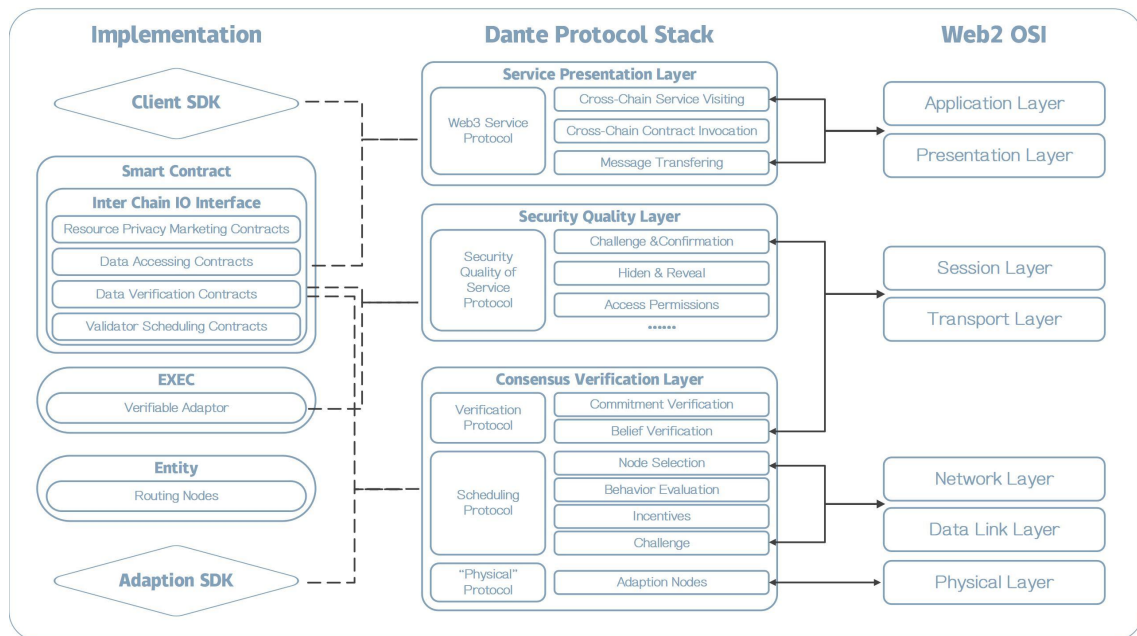 Implementation
Client SDK
Smart Contract
Inter Chain IO Interface
Resource Privacy Marketing Contracts
Data Accessing Contracts
Data Verification Contracts
Validator Scheduling Contracts
EXEC
Verifiable Adaptor
Entity
Routing Nodes
Adaption SDK
Dante Protocol Stack
Service Presentation Layer
Web3 Service
Protocol
Cross-Chain Service Visiting
Cross-Chain Contract Invocation
Message Transfering
Security Quality Layer
Security
Quality of
Service
Protocol
Challenge &Confirmation
Hiden & Reveal
Access Permissions
······
Consensus Verification Layer
Verification
Protocol
Commitment Verification
Belief Verification
Scheduling
Protocol
Node Selection
Behavior Evaluation
Incentives
Challenge
“Physical”
Protocol
Adaption Nodes
Web2 OSI
Application Layer
Presentation Layer
Session Layer
Transport Layer
Network Layer
Data Link Layer
Physical Layer